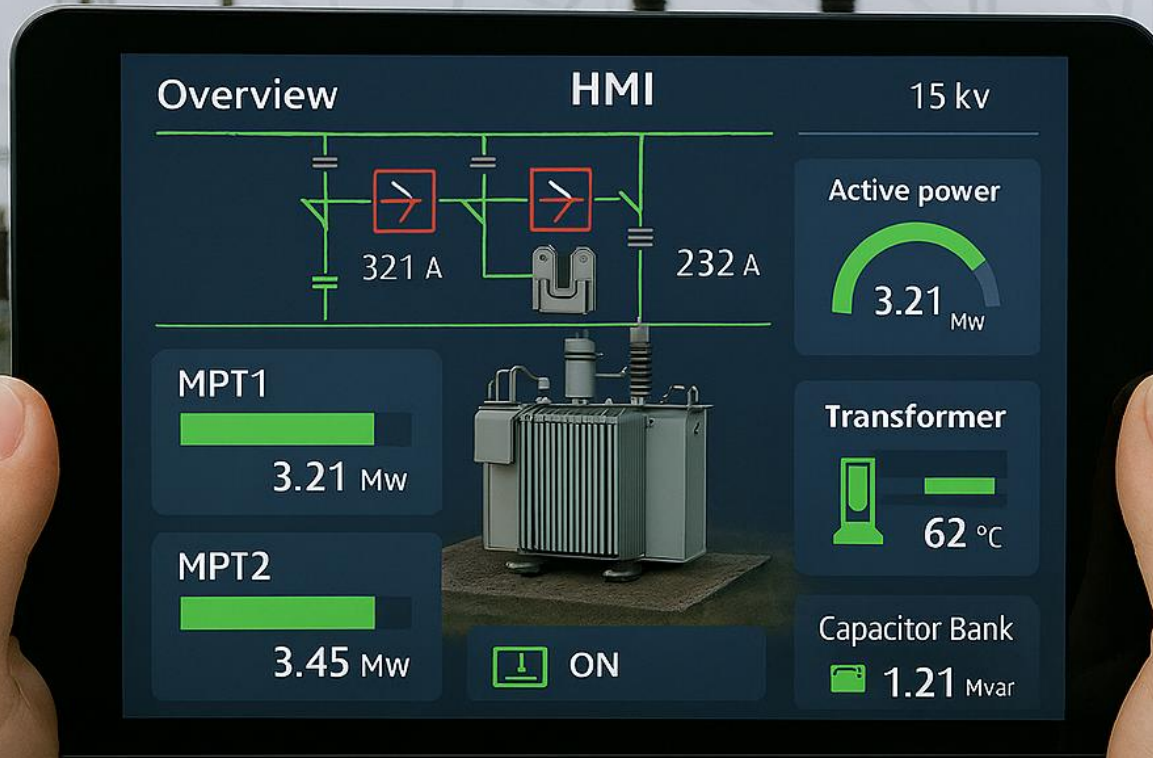 Overview
HMI
15 kv
321 A
232 A
Active power
3.21 Mw
MPT1
3.21 Mw
MPT2
3.45 Mw
ON
Transformer
62 °C
Capacitor Bank
1.21 Mvar